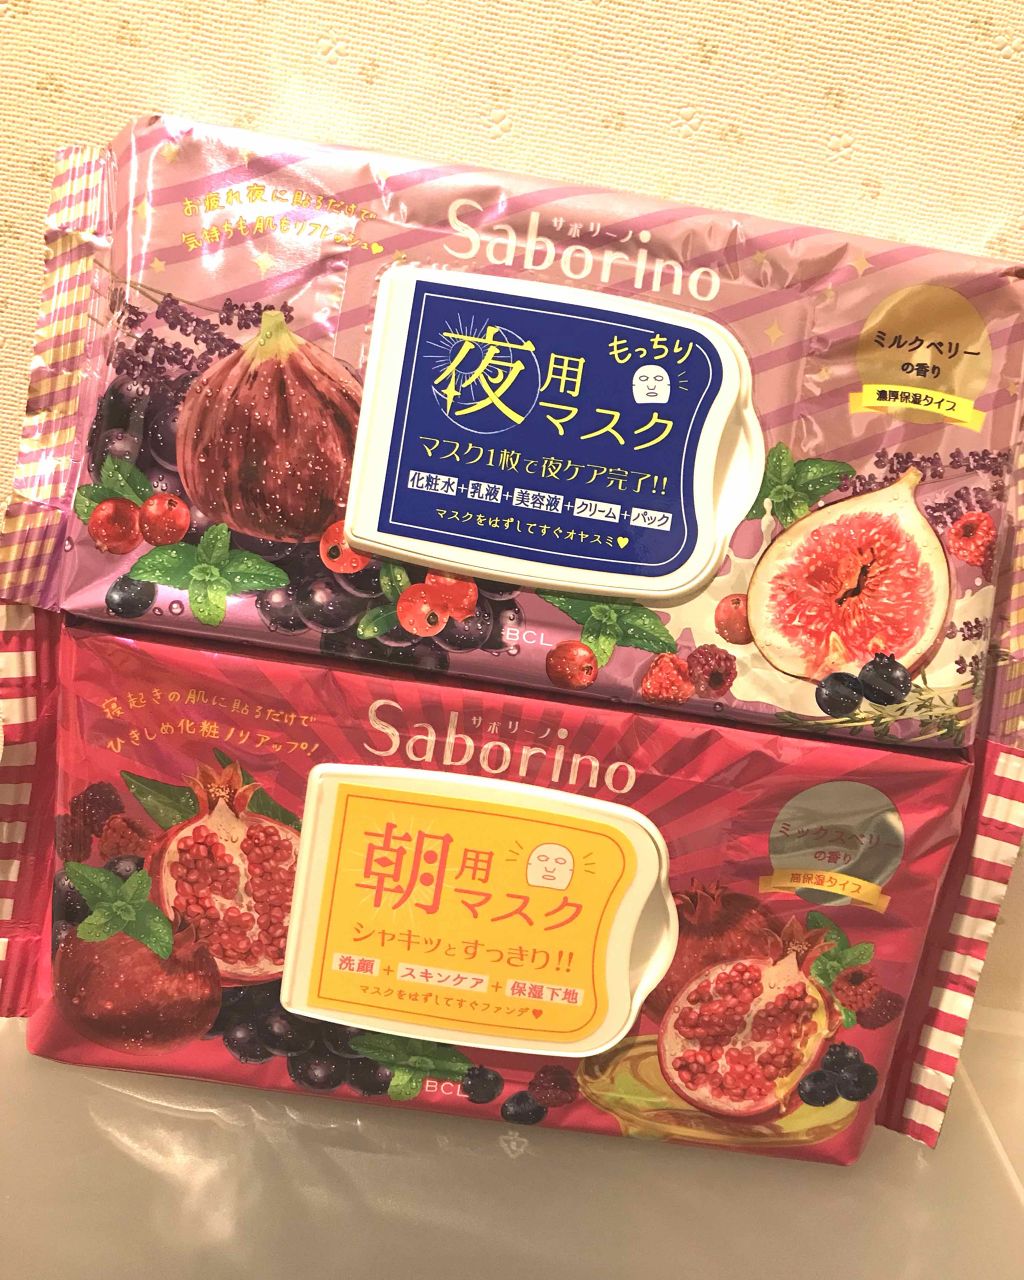 お疲れ夜に貼るだけで
気持ちも肌もリフレッシュ♥
サボリーノ
Saborino
夜用マスク
もっちり
マスク1枚で夜ケア完了!!
化粧水+乳液+美容液+クリーム+パック
マスクをはずしてすぐオヤスミ♥
ミルクベリー
の香り
濃厚保湿タイプ
BCL
寝起きの肌に貼るだけで
ひきしめ化粧ノリアップ!
サボリーノ
Saborino
朝用マスク
シャキッとすっきり!!
洗顔+スキンケア+保湿下地
マスクをはずしてすぐファンデ♥
ミックスベリー
の香り
高保湿タイプ
BCL